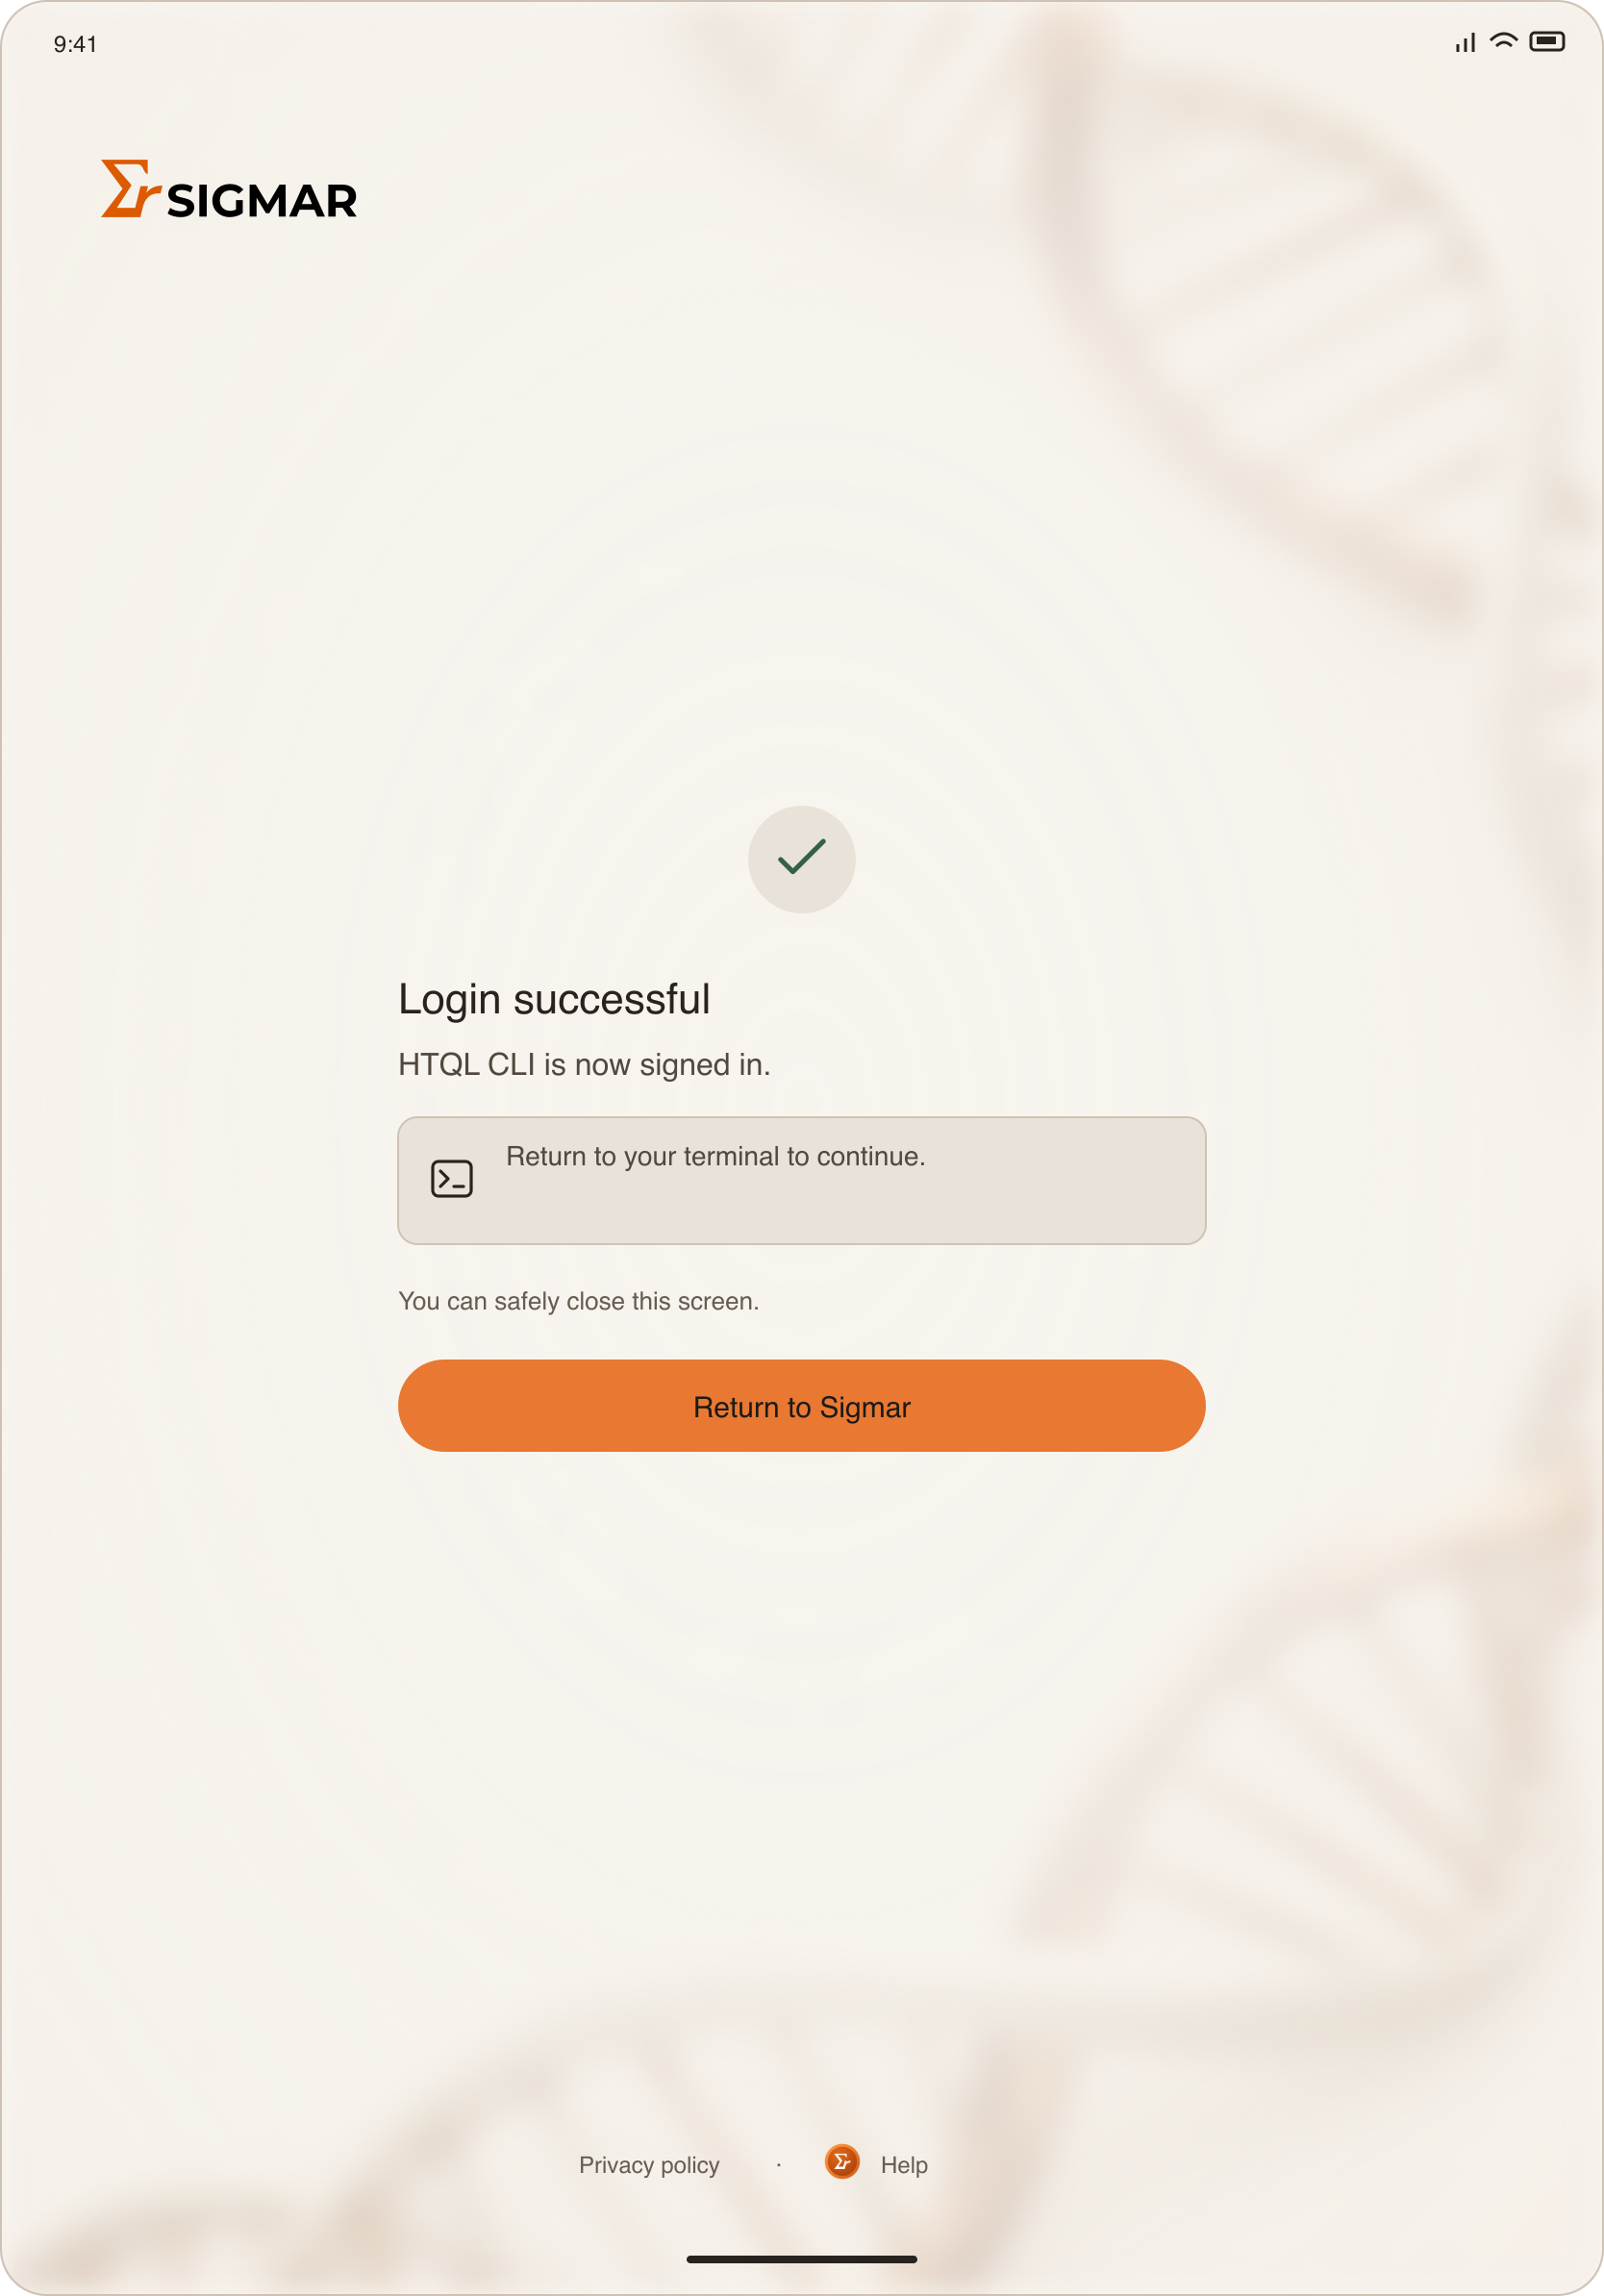 9:41
SIGMAR
Login successful
HTQL CLI is now signed in.
Return to your terminal to continue.
You can safely close this screen.
Return to Sigmar
Privacy policy · Σr Help